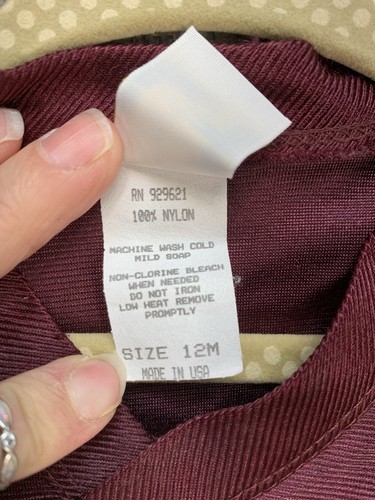 RN 929621
100% NYLON
MACHINE WASH COLD
MILD SOAP
NON-CLORINE BLEACH
WHEN NEEDED
DO NOT IRON
LOW HEAT REMOVE
PROMPTLY
SIZE 12M
MADE IN USA